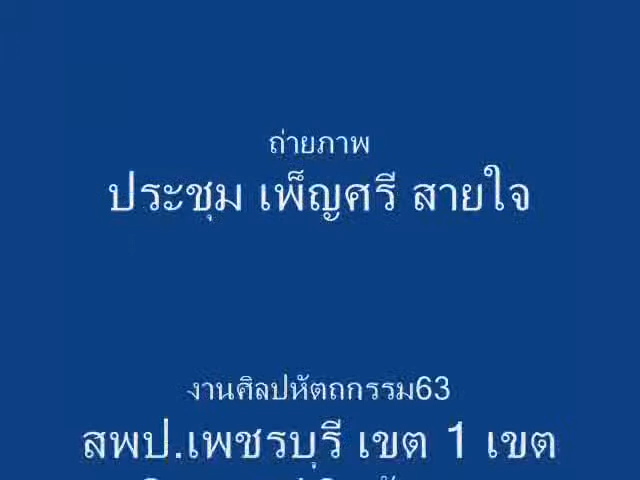 ถ่ายภาพ
ประชุม เพ็ญศรี สายใจ
งานศิลปหัตถกรรม63
สพป.เพชรบุรี เขต 1 เขต